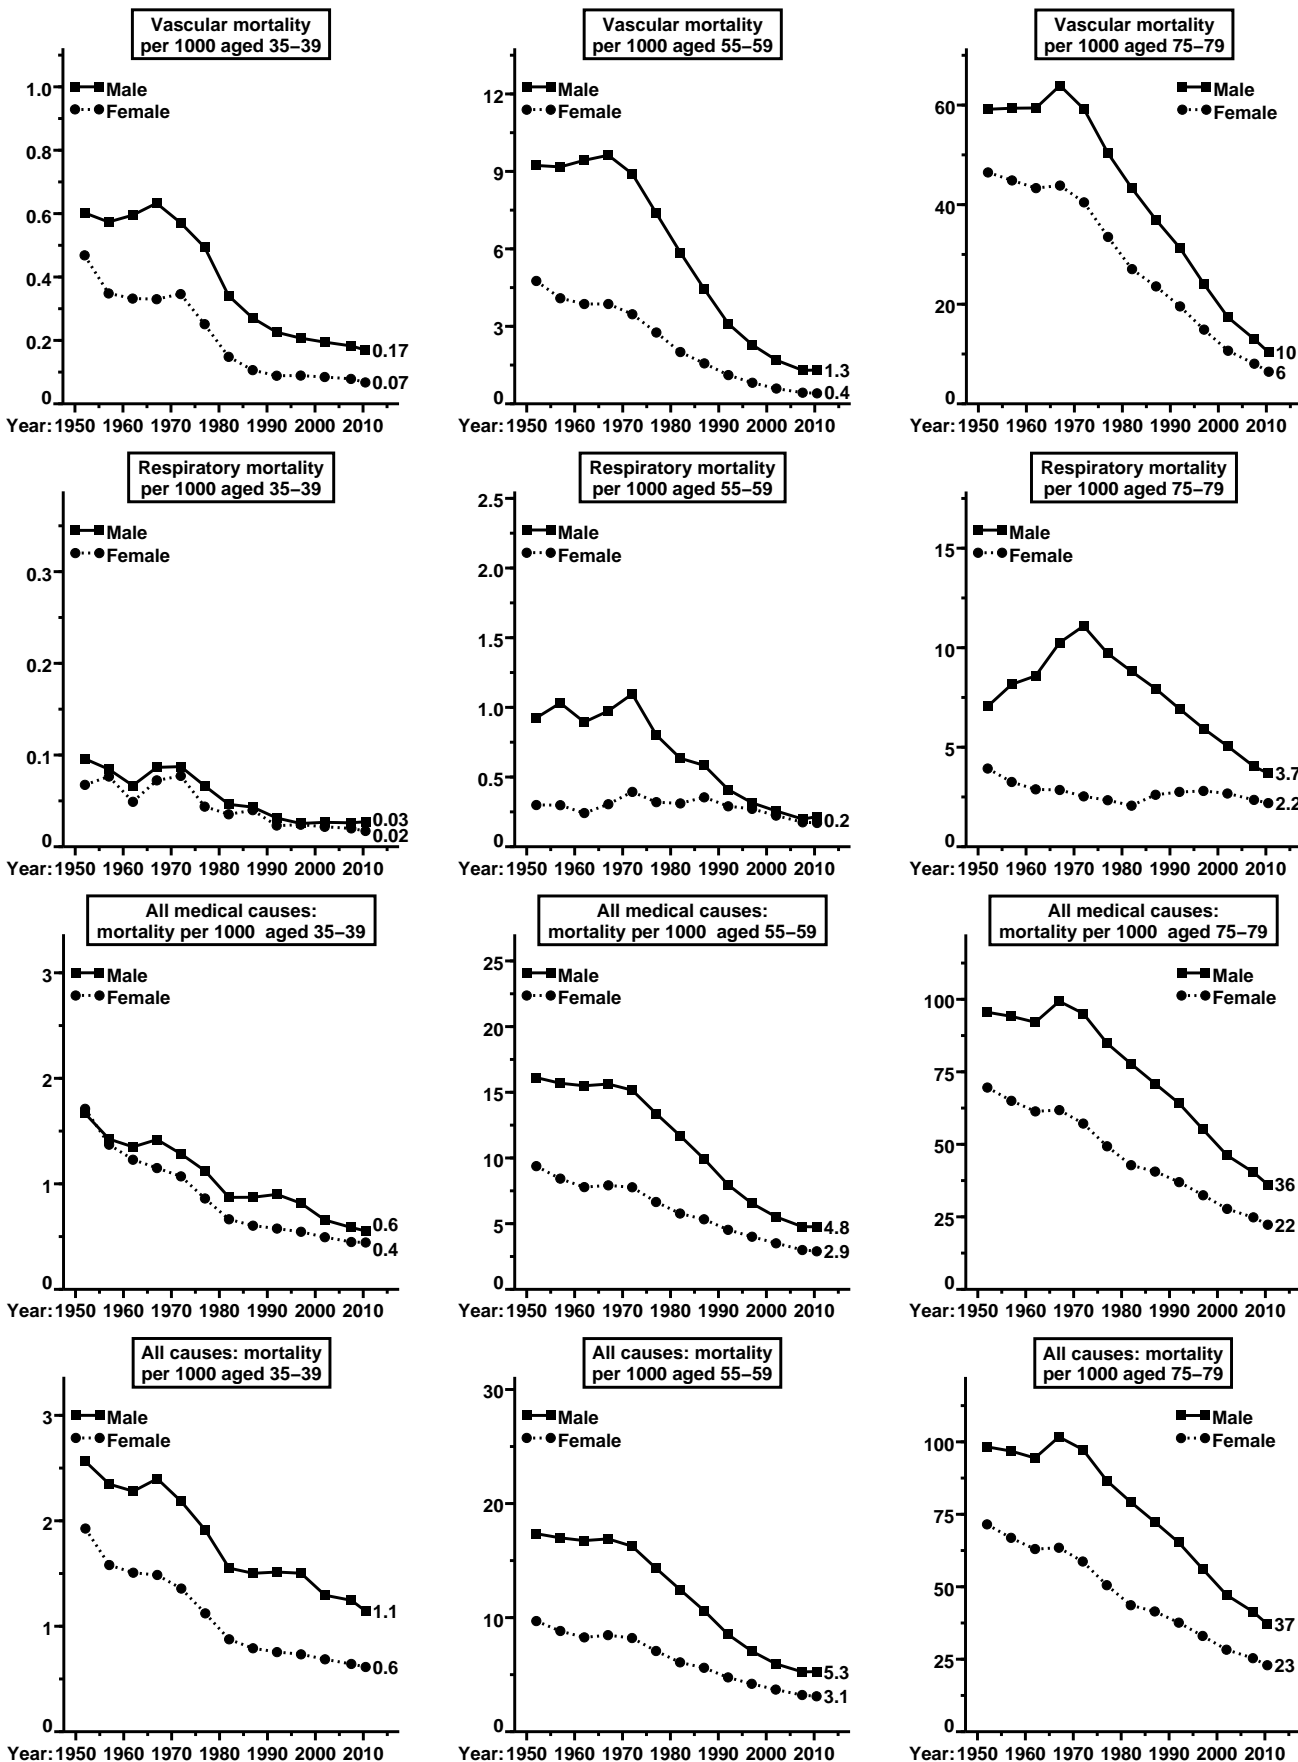 Vascular mortality
per 1000 aged 35–39
1.0
0.8
0.6
0.4
0.2
0
Male
Female
0.17
0.07
Year: 1950 1960 1970 1980 1990 2000 2010
Vascular mortality
per 1000 aged 55–59
12
9
6
3
0
Male
Female
1.3
0.4
Year: 1950 1960 1970 1980 1990 2000 2010
Vascular mortality
per 1000 aged 75–79
60
40
20
0
Male
Female
10
6
Year: 1950 1960 1970 1980 1990 2000 2010
Respiratory mortality
per 1000 aged 35–39
0.3
0.2
0.1
0
Male
Female
0.03
0.02
Year: 1950 1960 1970 1980 1990 2000 2010
Respiratory mortality
per 1000 aged 55–59
2.5
2.0
1.5
1.0
0.5
0
Male
Female
0.2
Year: 1950 1960 1970 1980 1990 2000 2010
Respiratory mortality
per 1000 aged 75–79
15
10
5
0
Male
Female
3.7
2.2
Year: 1950 1960 1970 1980 1990 2000 2010
All medical causes:
mortality per 1000 aged 35–39
3
2
1
0
Male
Female
0.6
0.4
Year: 1950 1960 1970 1980 1990 2000 2010
All medical causes:
mortality per 1000 aged 55–59
25
20
15
10
5
0
Male
Female
4.8
2.9
Year: 1950 1960 1970 1980 1990 2000 2010
All medical causes:
mortality per 1000 aged 75–79
100
75
50
25
0
Male
Female
36
22
Year: 1950 1960 1970 1980 1990 2000 2010
All causes: mortality
per 1000 aged 35–39
3
2
1
0
Male
Female
1.1
0.6
Year: 1950 1960 1970 1980 1990 2000 2010
All causes: mortality
per 1000 aged 55–59
30
20
10
0
Male
Female
5.3
3.1
Year: 1950 1960 1970 1980 1990 2000 2010
All causes: mortality
per 1000 aged 75–79
100
75
50
25
0
Male
Female
37
23
Year: 1950 1960 1970 1980 1990 2000 2010